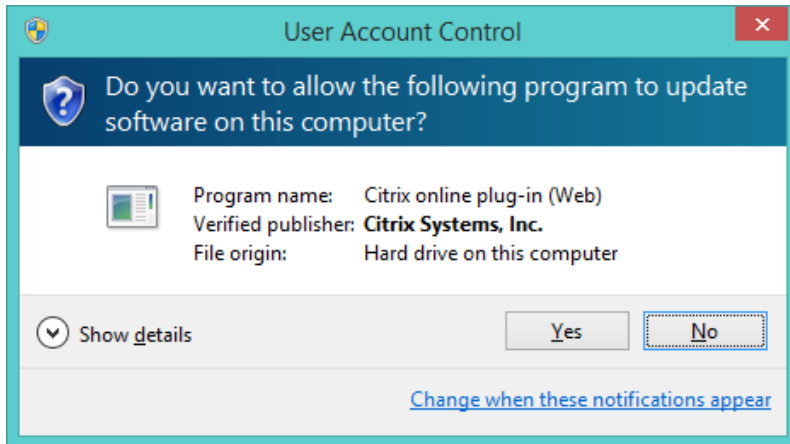 User Account Control
Do you want to allow the following program to update
software on this computer?
Program name: Citrix online plug-in (Web)
Verified publisher: Citrix Systems, Inc.
File origin: Hard drive on this computer
Show details
Yes
No
Change when these notifications appear